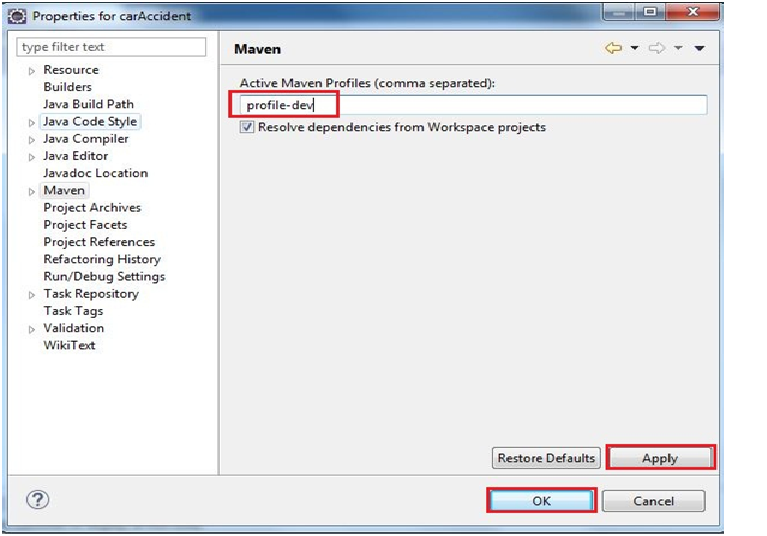 Properties for carAccident
type filter text
Resource
Builders
Java Build Path
Java Code Style
Java Compiler
Java Editor
Javadoc Location
Maven
Project Archives
Project Facets
Project References
Refactoring History
Run/Debug Settings
Task Repository
Task Tags
Validation
WikiText
Maven
Active Maven Profiles (comma separated):
profile-dev
Resolve dependencies from Workspace projects
Restore Defaults
Apply
?
OK
Cancel